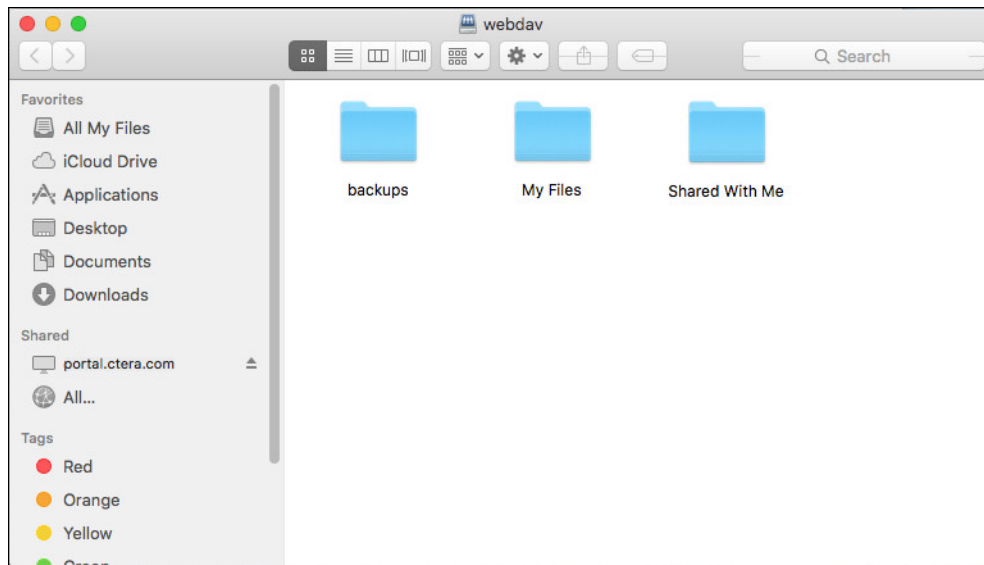 webdav
Search
Favorites
All My Files
iCloud Drive
Applications
Desktop
Documents
Downloads
Shared
portal.ctera.com
All...
Tags
Red
Orange
Yellow
backups
My Files
Shared With Me